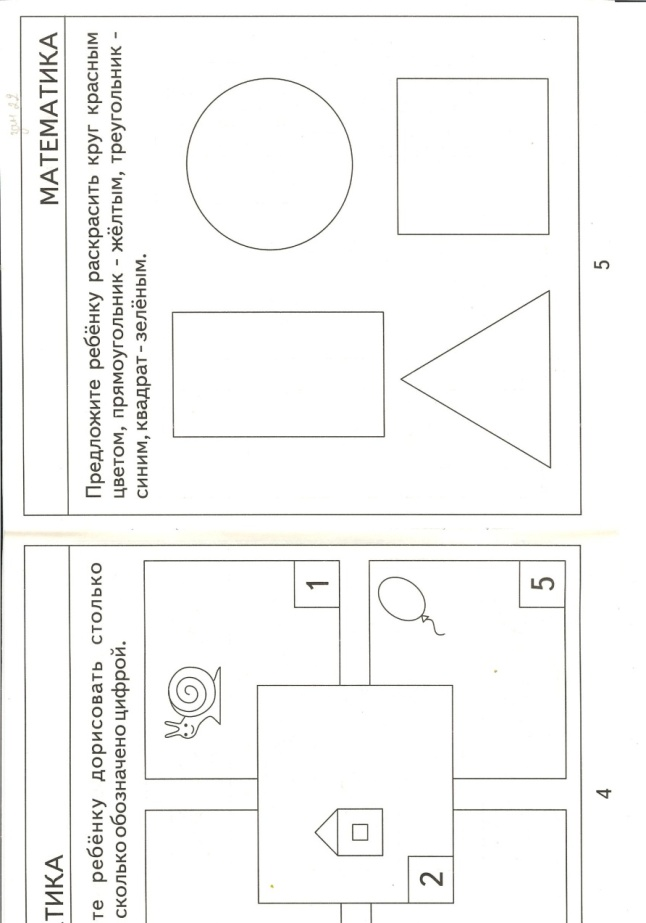 МАТЕМАТИКА
Предложите ребёнку раскрасить круг красным
цветом, прямоугольник - жёлтым, треугольник -
синим, квадрат - зелёным.
5
ТИКА
те ребёнку дорисовать столько
сколько обозначено цифрой.
1
2
5
4